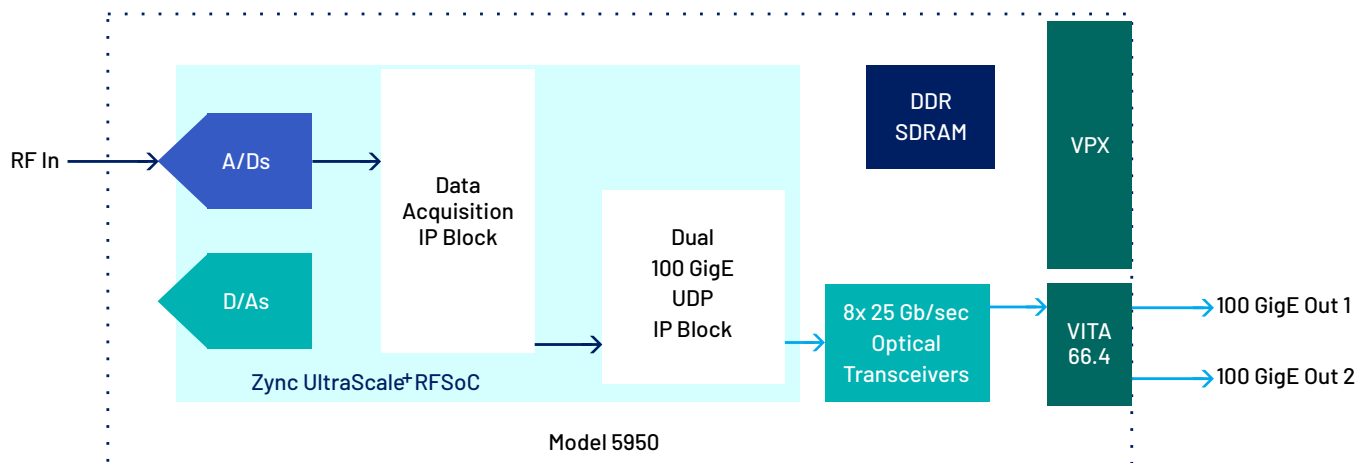 RF In
A/Ds
D/As
Data
Acquisition
IP Block
Dual
100 GigE
UDP
IP Block
Zync UltraScale+RFSoC
DDR
SDRAM
8x 25 Gb/sec
Optical
Transceivers
VPX
VITA
66.4
100 GigE Out 1
100 GigE Out 2
Model 5950